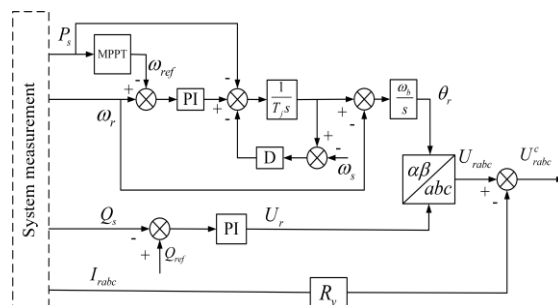 System measurement
P_s
MPPT
ω_ref
ω_r
+
-
PI
+
-
-
1/(T_j s)
+
-
ω_b/s
θ_r
D
+
-
ω_s
αβ/abc
U_rabc
+
-
U^c_rabc
Q_s
-
+
Q_ref
PI
U_r
I_rabc
R_v